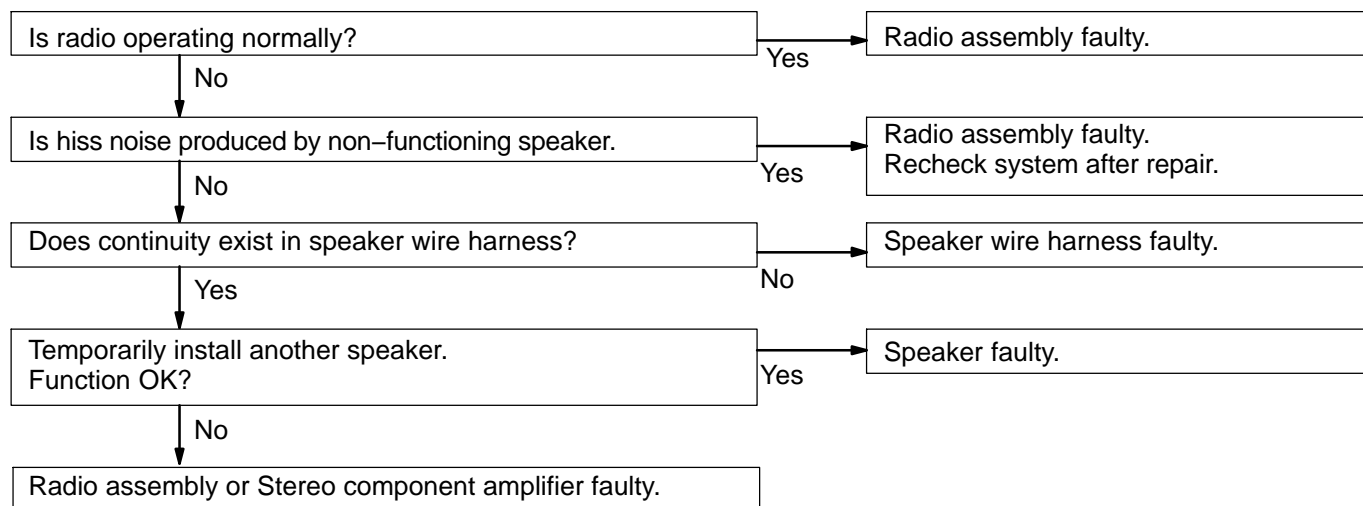 Is radio operating normally?
Yes
Radio assembly faulty.
No
Is hiss noise produced by non−functioning speaker.
Yes
Radio assembly faulty.
Recheck system after repair.
No
Does continuity exist in speaker wire harness?
No
Speaker wire harness faulty.
Yes
Temporarily install another speaker.
Function OK?
Yes
Speaker faulty.
No
Radio assembly or Stereo component amplifier faulty.